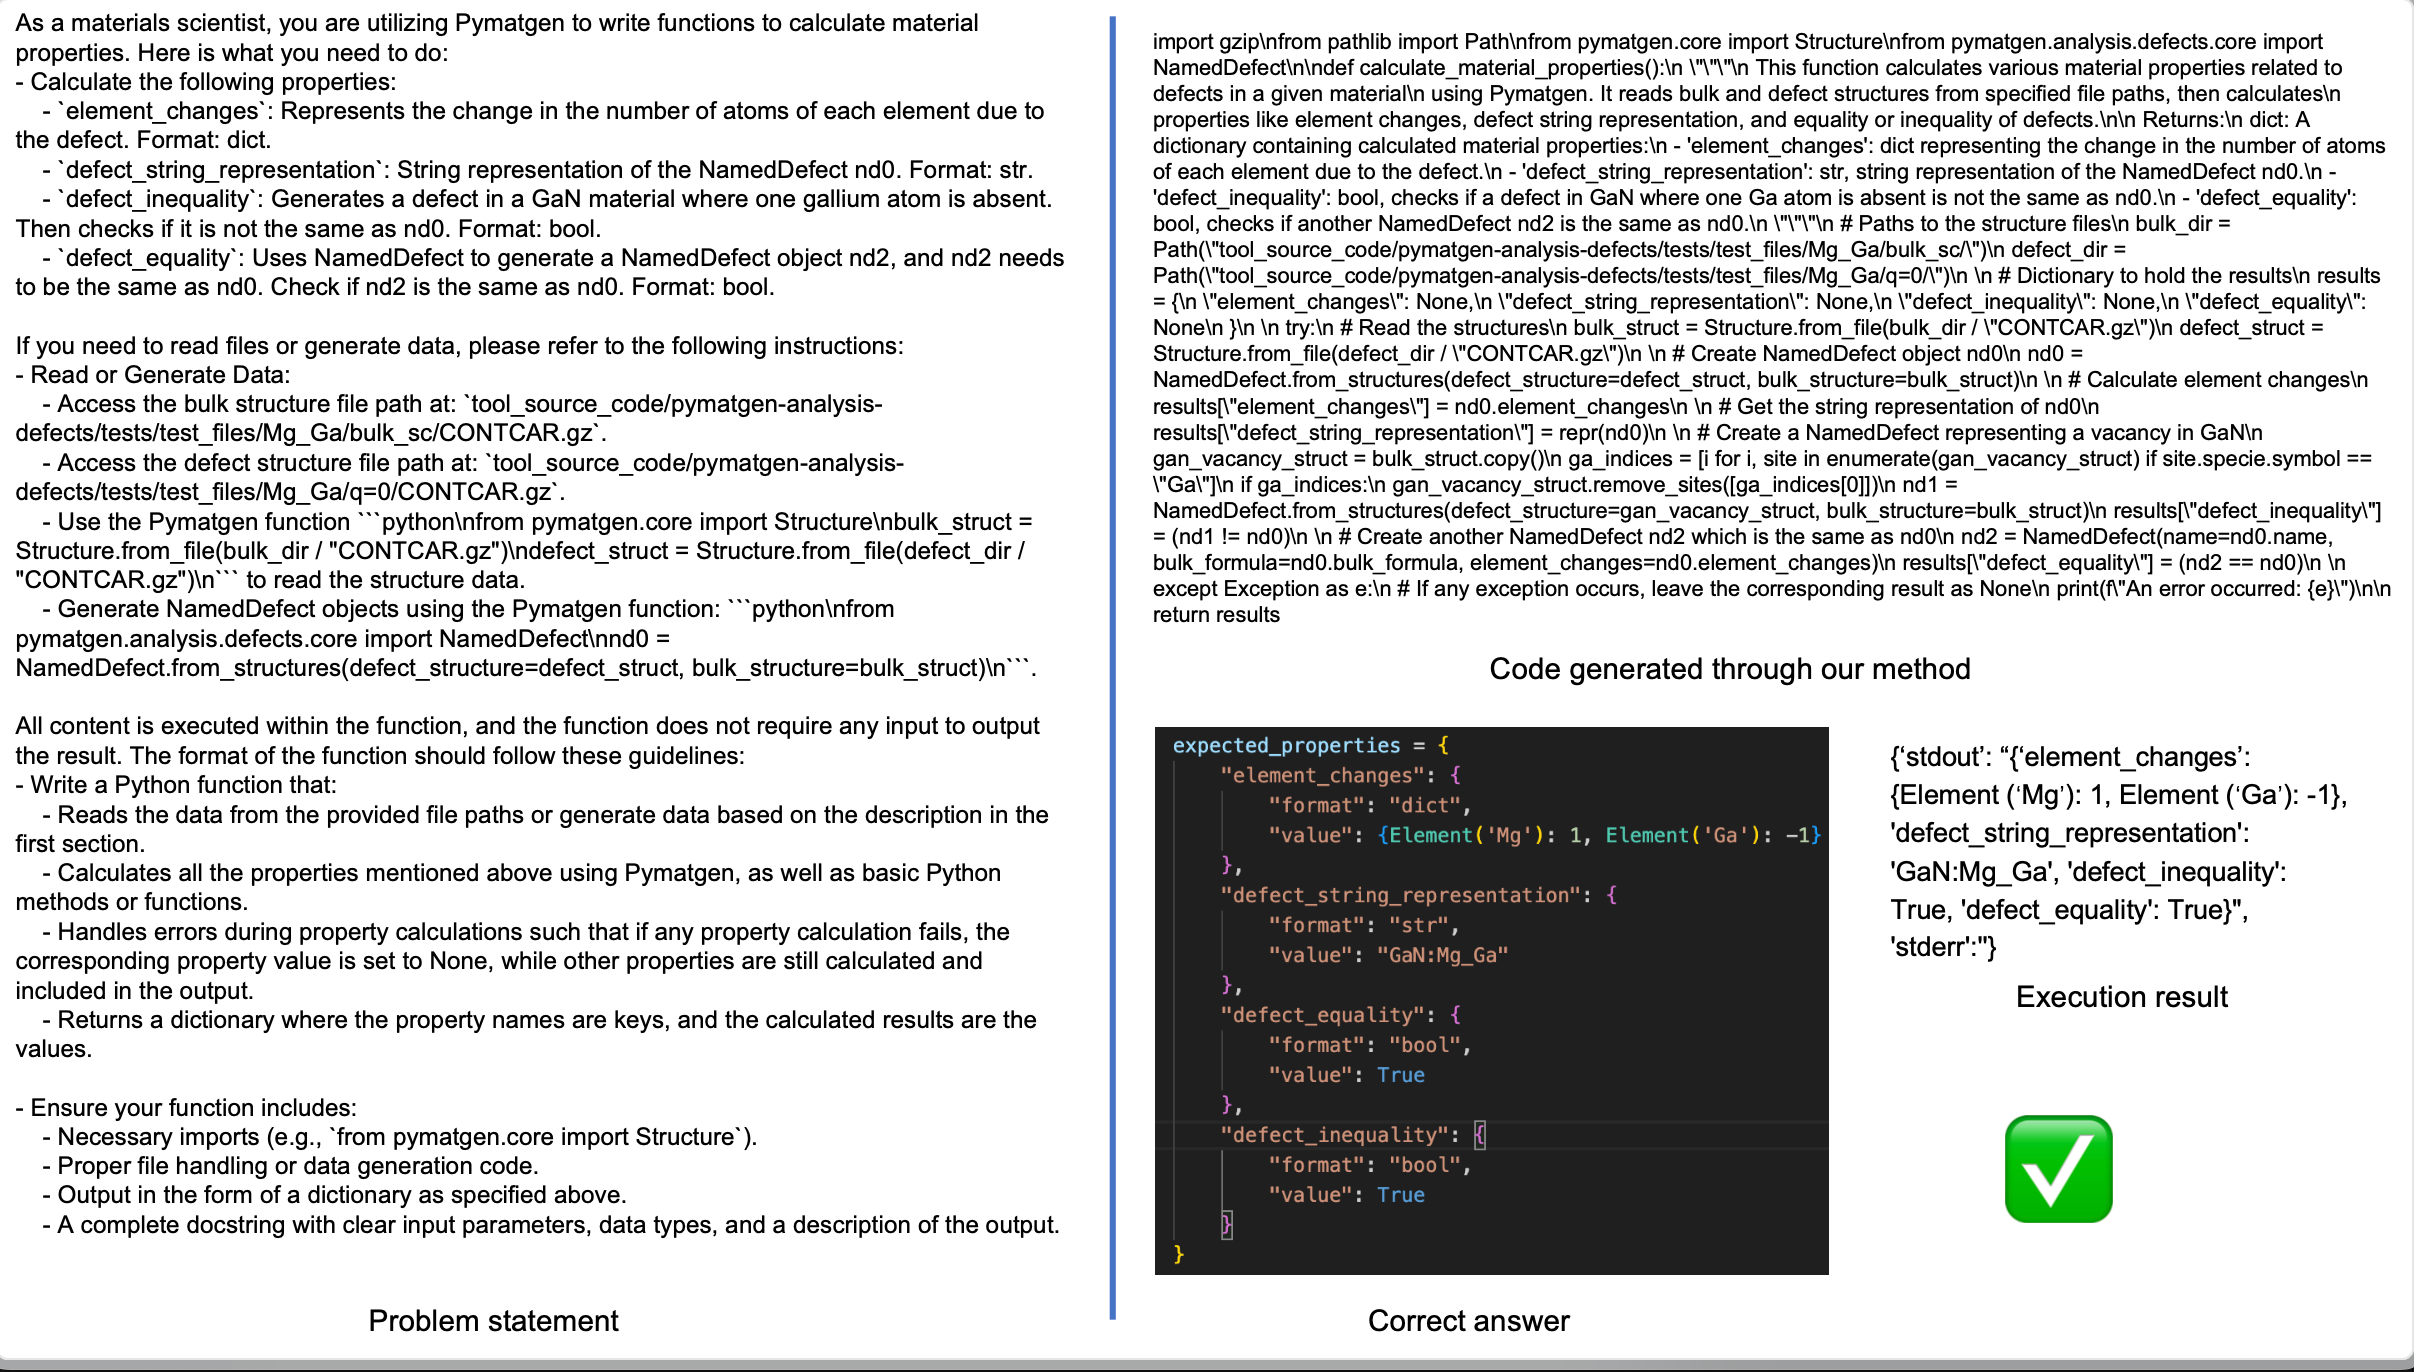 As a materials scientist, you are utilizing Pymatgen to write functions to calculate material
properties. Here is what you need to do:
- Calculate the following properties:
- `element_changes`: Represents the change in the number of atoms of each element due to
the defect. Format: dict.
- `defect_string_representation`: String representation of the NamedDefect nd0. Format: str.
- `defect_inequality`: Generates a defect in a GaN material where one gallium atom is absent.
Then checks if it is not the same as nd0. Format: bool.
- `defect_equality`: Uses NamedDefect to generate a NamedDefect object nd2, and nd2 needs
to be the same as nd0. Check if nd2 is the same as nd0. Format: bool.
If you need to read files or generate data, please refer to the following instructions:
- Read or Generate Data:
- Access the bulk structure file path at: `tool_source_code/pymatgen-analysis-
defects/tests/test_files/Mg_Ga/bulk_sc/CONTCAR.gz`.
- Access the defect structure file path at: `tool_source_code/pymatgen-analysis-
defects/tests/test_files/Mg_Ga/q=0/CONTCAR.gz`.
- Use the Pymatgen function ```python\nfrom pymatgen.core import Structure\nbulk_struct =
Structure.from_file(bulk_dir / "CONTCAR.gz")\ndefect_struct = Structure.from_file(defect_dir /
"CONTCAR.gz")\n``` to read the structure data.
- Generate NamedDefect objects using the Pymatgen function: ```python\nfrom
pymatgen.analysis.defects.core import NamedDefect\nnd0 =
NamedDefect.from_structures(defect_structure=defect_struct, bulk_structure=bulk_struct)\n```.
All content is executed within the function, and the function does not require any input to output
the result. The format of the function should follow these guidelines:
- Write a Python function that:
- Reads the data from the provided file paths or generate data based on the description in the
first section.
- Calculates all the properties mentioned above using Pymatgen, as well as basic Python
methods or functions.
- Handles errors during property calculations such that if any property calculation fails, the
corresponding property value is set to None, while other properties are still calculated and
included in the output.
- Returns a dictionary where the property names are keys, and the calculated results are the
values.
- Ensure your function includes:
- Necessary imports (e.g., `from pymatgen.core import Structure`).
- Proper file handling or data generation code.
- Output in the form of a dictionary as specified above.
- A complete docstring with clear input parameters, data types, and a description of the output.
Problem statement
import gzip\nfrom pathlib import Path\nfrom pymatgen.core import Structure\nfrom pymatgen.analysis.defects.core import
NamedDefect\n\ndef calculate_material_properties():\n \"\"\"\n This function calculates various material properties related to
defects in a given material\n using Pymatgen. It reads bulk and defect structures from specified file paths, then calculates\n
properties like element changes, defect string representation, and equality or inequality of defects.\n\n Returns:\n dict: A
dictionary containing calculated material properties:\n - 'element_changes': dict representing the change in the number of atoms
of each element due to the defect.\n - 'defect_string_representation': str, string representation of the NamedDefect nd0.\n -
'defect_inequality': bool, checks if a defect in GaN where one Ga atom is absent is not the same as nd0.\n - 'defect_equality':
bool, checks if another NamedDefect nd2 is the same as nd0.\n \"\"\"\n # Paths to the structure files\n bulk_dir =
Path(\"tool_source_code/pymatgen-analysis-defects/tests/test_files/Mg_Ga/bulk_sc/\")\n defect_dir =
Path(\"tool_source_code/pymatgen-analysis-defects/tests/test_files/Mg_Ga/q=0/\")\n \n # Dictionary to hold the results\n results
= {\n \"element_changes\": None,\n \"defect_string_representation\": None,\n \"defect_inequality\": None,\n \"defect_equality\":
None\n }\n \n try:\n # Read the structures\n bulk_struct = Structure.from_file(bulk_dir / \"CONTCAR.gz\")\n defect_struct =
Structure.from_file(defect_dir / \"CONTCAR.gz\")\n \n # Create NamedDefect object nd0\n nd0 =
NamedDefect.from_structures(defect_structure=defect_struct, bulk_structure=bulk_struct)\n \n # Calculate element changes\n
results[\"element_changes\"] = nd0.element_changes\n \n # Get the string representation of nd0\n
results[\"defect_string_representation\"] = repr(nd0)\n \n # Create a NamedDefect representing a vacancy in GaN\n
gan_vacancy_struct = bulk_struct.copy()\n ga_indices = [i for i, site in enumerate(gan_vacancy_struct) if site.specie.symbol ==
\"Ga\"]\n if ga_indices:\n gan_vacancy_struct.remove_sites([ga_indices[0]])\n nd1 =
NamedDefect.from_structures(defect_structure=gan_vacancy_struct, bulk_structure=bulk_struct)\n results[\"defect_inequality\"]
= (nd1 != nd0)\n \n # Create another NamedDefect nd2 which is the same as nd0\n nd2 = NamedDefect(name=nd0.name,
bulk_formula=nd0.bulk_formula, element_changes=nd0.element_changes)\n results[\"defect_equality\"] = (nd2 == nd0)\n \n
except Exception as e:\n # If any exception occurs, leave the corresponding result as None\n print(f\"An error occurred: {e}\")\n\n
return results
Code generated through our method
expected_properties = {
"element_changes": {
"format": "dict",
"value": {Element('Mg'): 1, Element('Ga'): −1}
},
"defect_string_representation": {
"format": "str",
"value": "GaN:Mg_Ga"
},
"defect_equality": {
"format": "bool",
"value": True
},
"defect_inequality": {
"format": "bool",
"value": True
}
}
Correct answer
{‘stdout’: “{‘element_changes’:
{Element (‘Mg’): 1, Element (‘Ga’): -1},
'defect_string_representation':
'GaN:Mg_Ga', 'defect_inequality':
True, 'defect_equality': True}",
'stderr':''}
Execution result